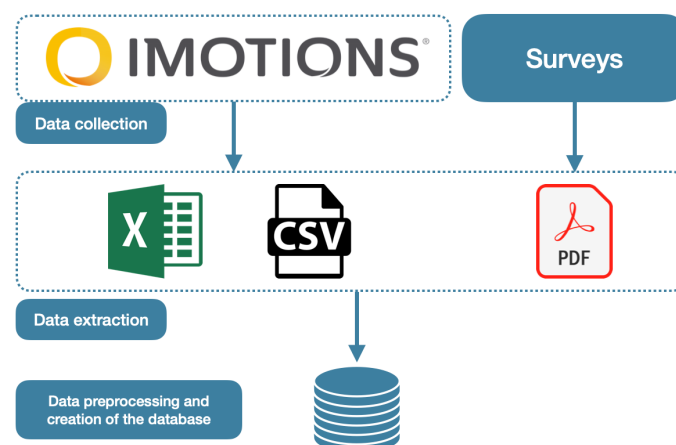 IMOTIONS®
Surveys
Data collection
X
CSV
PDF
Data extraction
Data preprocessing and
creation of the database